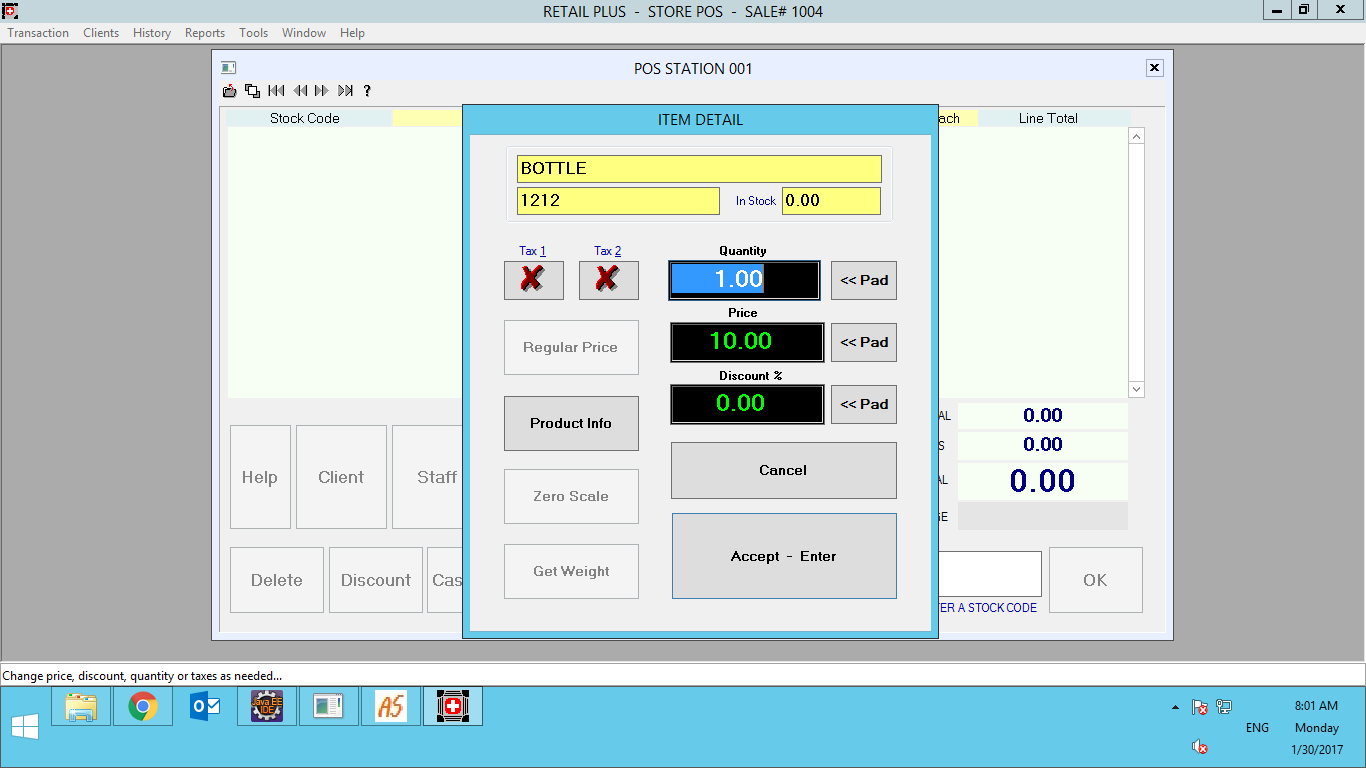 RETAIL PLUS - STORE POS - SALE# 1004
Transaction Clients History Reports Tools Window Help
POS STATION 001
?
Stock Code ach Line Total
ITEM DETAIL
BOTTLE
1212 In Stock 0.00
Tax 1 Tax 2 Quantity
1.00 << Pad
Price
Regular Price 10.00 << Pad
Discount %
0.00 << Pad
Product Info
AL 0.00
S 0.00
AL 0.00
GE
Help Client Staff
Cancel
Zero Scale
Accept - Enter
Get Weight
Delete Discount Cas
OK
TER A STOCK CODE
Change price, discount, quantity or taxes as needed...
Java EE
IDE
AS
ENG
8:01 AM
Monday
1/30/2017